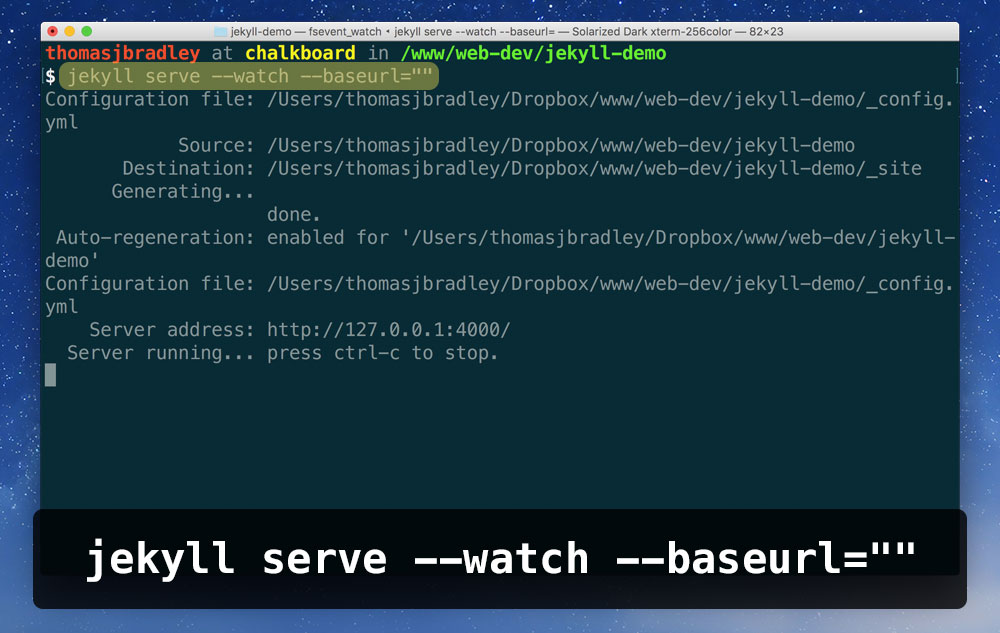 jekyll-demo — fsevent_watch ‹ jekyll serve --watch --baseurl= — Solarized Dark xterm-256color — 82×23
thomasjbradley at chalkboard in /www/web-dev/jekyll-demo
$ jekyll serve --watch --baseurl=""
Configuration file: /Users/thomasjbradley/Dropbox/www/web-dev/jekyll-demo/_config.
yml
Source: /Users/thomasjbradley/Dropbox/www/web-dev/jekyll-demo
Destination: /Users/thomasjbradley/Dropbox/www/web-dev/jekyll-demo/_site
Generating...
done.
Auto-regeneration: enabled for '/Users/thomasjbradley/Dropbox/www/web-dev/jekyll-
demo'
Configuration file: /Users/thomasjbradley/Dropbox/www/web-dev/jekyll-demo/_config.
yml
Server address: http://127.0.0.1:4000/
Server running... press ctrl-c to stop.
jekyll serve --watch --baseurl=""